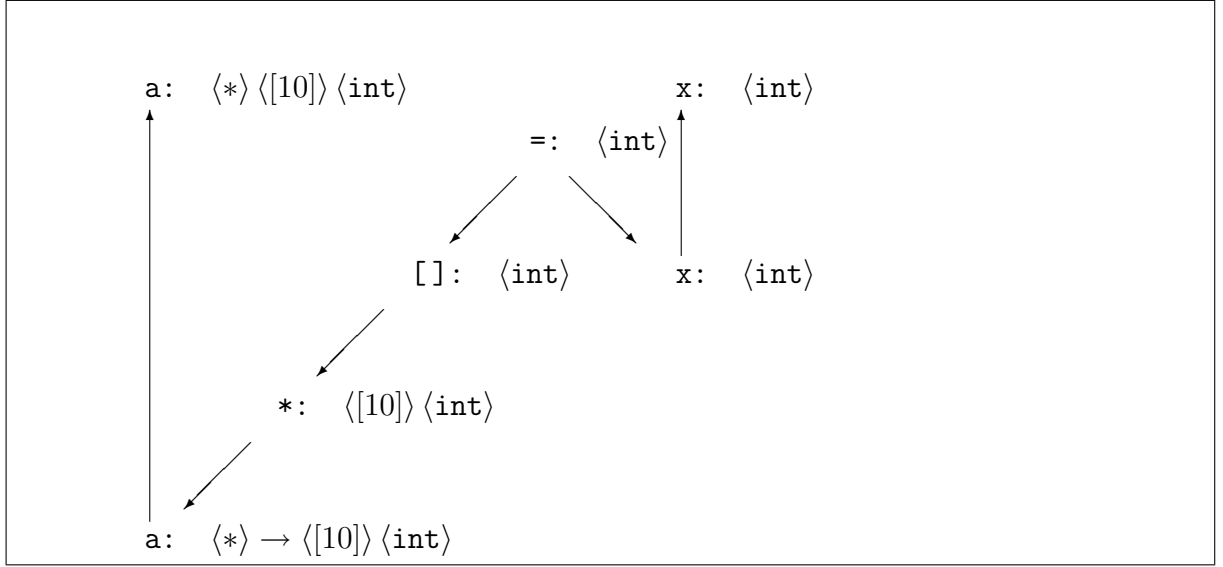 a: ⟨∗⟩ ⟨[10]⟩ ⟨int⟩ x: ⟨int⟩
=: ⟨int⟩
[]: ⟨int⟩ x: ⟨int⟩
*: ⟨[10]⟩ ⟨int⟩
a: ⟨∗⟩ → ⟨[10]⟩ ⟨int⟩